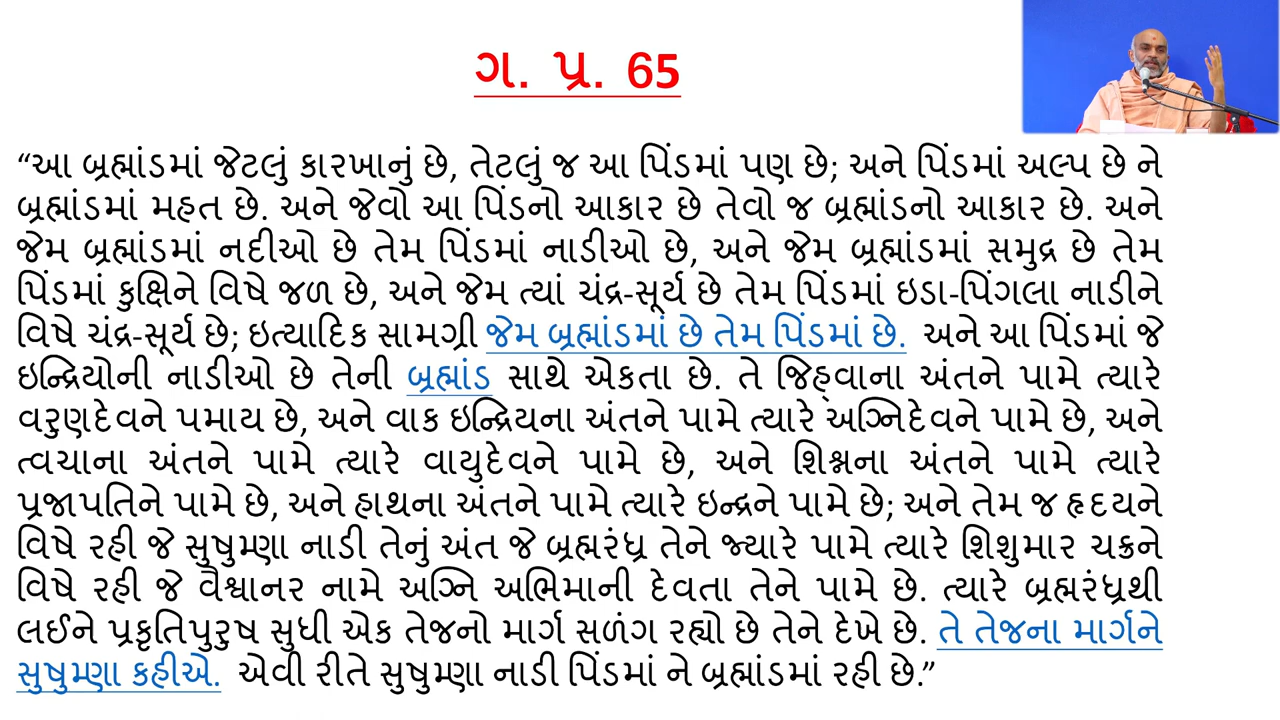 ગ. પ્ર. 65
“આ બ્રહ્માંડમાં જેટલું કારખાનું છે, તેટલું જ આ પિંડમાં પણ છે; અને પિંડમાં અલ્પ છે ને
બ્રહ્માંડમાં મહત છે. અને જેવો આ પિંડનો આકાર છે તેવો જ બ્રહ્માંડનો આકાર છે. અને
જેમ બ્રહ્માંડમાં નદીઓ છે તેમ પિંડમાં નાડીઓ છે, અને જેમ બ્રહ્માંડમાં સમુદ્ર છે તેમ
પિંડમાં કુક્ષિને વિષે જળ છે, અને જેમ ત્યાં ચંદ્ર-સૂર્ય છે તેમ પિંડમાં ઇડા-પિંગલા નાડીને
વિષે ચંદ્ર-સૂર્ય છે; ઇત્યાદિક સામગ્રી જેમ બ્રહ્માંડમાં છે તેમ પિંડમાં છે. અને આ પિંડમાં જે
ઇન્દ્રિયોની નાડીઓ છે તેની બ્રહ્માંડ સાથે એકતા છે. તે જિહ્‌વાના અંતને પામે ત્યારે
વરુણદેવને પમાય છે, અને વાક ઇન્દ્રિયના અંતને પામે ત્યારે અગ્નિદેવને પામે છે, અને
ત્વચાના અંતને પામે ત્યારે વાયુદેવને પામે છે, અને શિશ્નના અંતને પામે ત્યારે
પ્રજાપતિને પામે છે, અને હાથના અંતને પામે ત્યારે ઇન્દ્રને પામે છે; અને તેમ જ હૃદયને
વિષે રહી જે સુષુમ્ણા નાડી તેનું અંત જે બ્રહ્મરંધ્ર તેને જ્યારે પામે ત્યારે શિશુમાર ચક્રને
વિષે રહી જે વૈશ્વાનર નામે અગ્નિ અભિમાની દેવતા તેને પામે છે. ત્યારે બ્રહ્મરંધ્રથી
લઈને પ્રકૃતિપુરુષ સુધી એક તેજનો માર્ગ સળંગ રહ્યો છે તેને દેખે છે. તે તેજના માર્ગને
સુષુમ્ણા કહીએ. એવી રીતે સુષુમ્ણા નાડી પિંડમાં ને બ્રહ્માંડમાં રહી છે.”